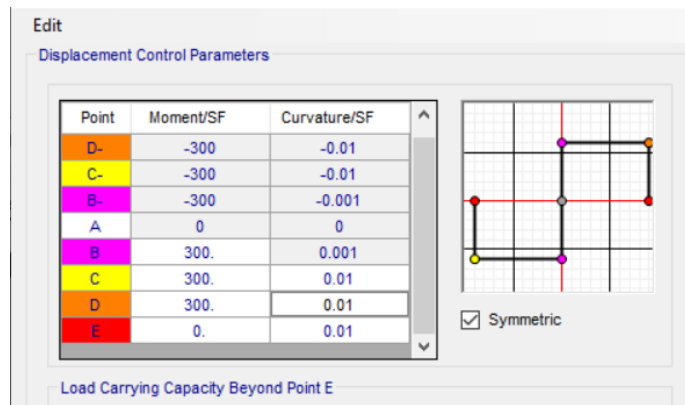 Edit
Displacement Control Parameters
Point Moment/SF Curvature/SF
D- -300 -0.01
C- -300 -0.01
B- -300 -0.001
A 0 0
B 300. 0.001
C 300. 0.01
D 300. 0.01
E 0. 0.01
Symmetric
Load Carrying Capacity Beyond Point E